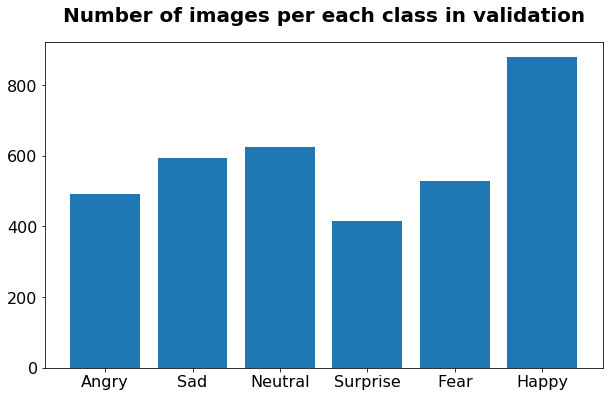 Number of images per each class in validation
800
600
400
200
0
Angry Sad Neutral Surprise Fear Happy